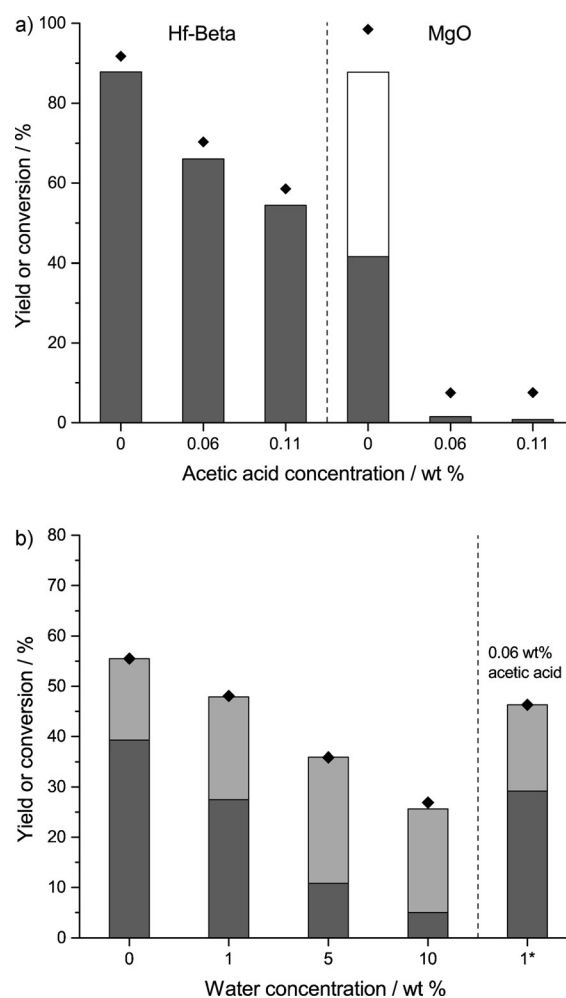 a)
Hf-Beta
MgO
Yield or conversion / %
100
80
60
40
20
0
0
0.06
0.11
0
0.06
0.11
Acetic acid concentration / wt %
b)
Yield or conversion / %
80
70
60
50
40
30
20
10
0
0.06 wt%
acetic acid
0
1
5
10
1*
Water concentration / wt %